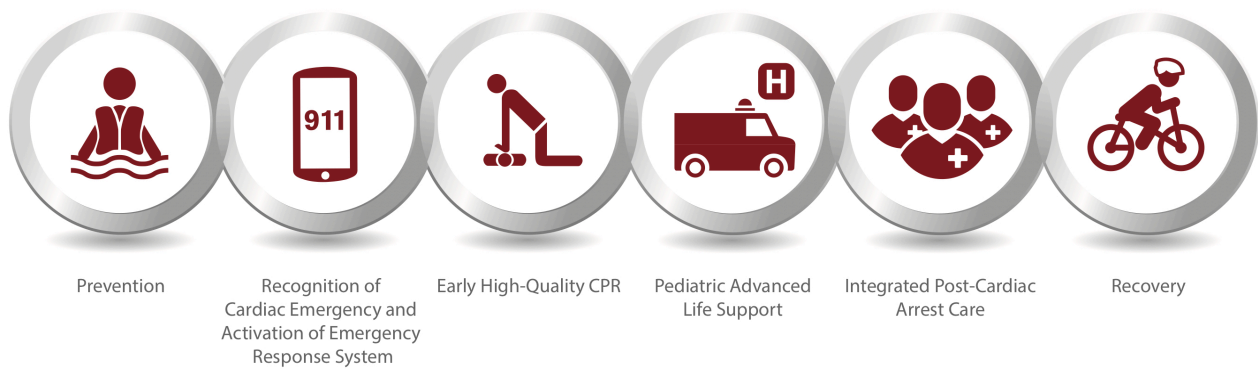 911
H
Prevention
Recognition of
Cardiac Emergency and
Activation of Emergency
Response System
Early High-Quality CPR
Pediatric Advanced
Life Support
Integrated Post-Cardiac
Arrest Care
Recovery